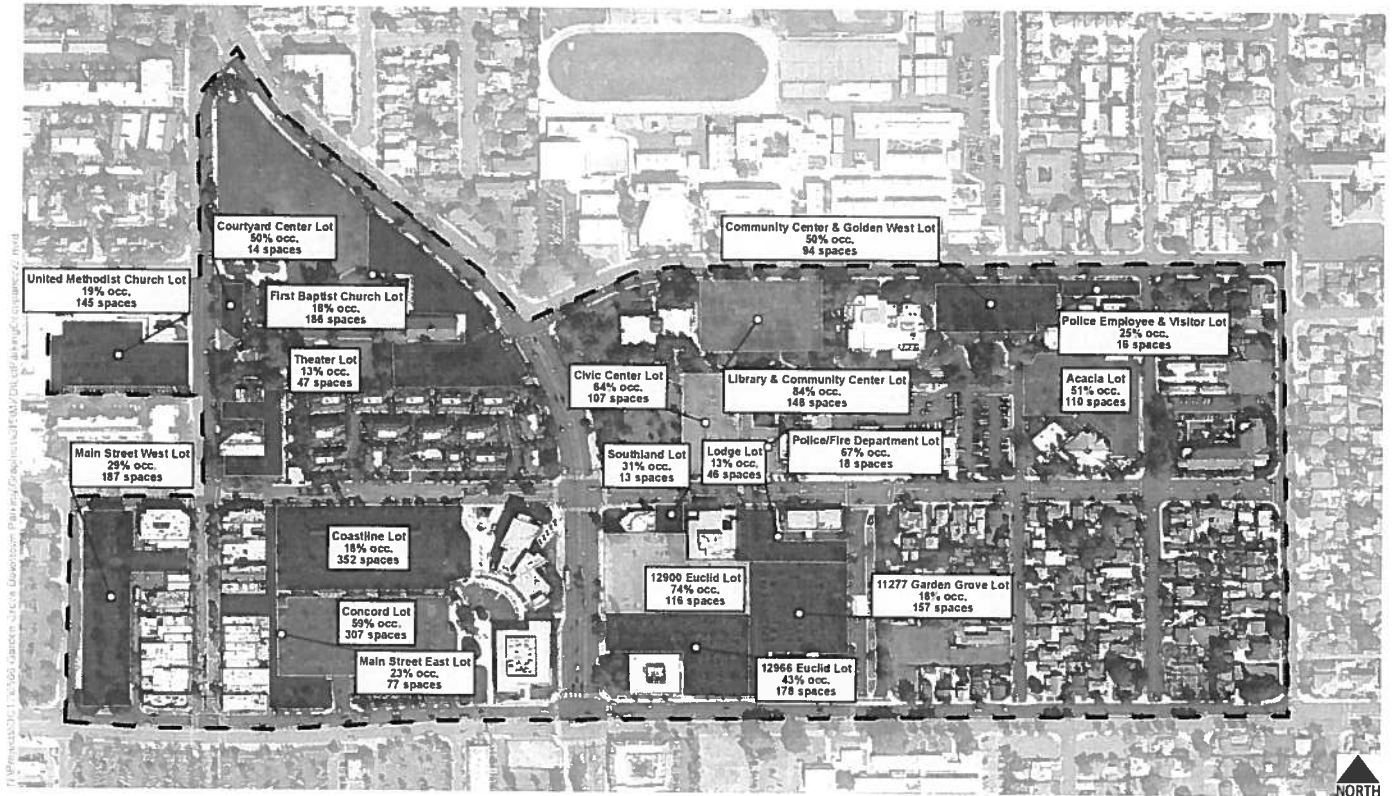 Courtyard Center Lot
50% occ.
14 spaces
Community Center & Golden West Lot
50% occ.
94 spaces
United Methodist Church Lot
19% occ.
145 spaces
First Baptist Church Lot
18% occ.
186 spaces
Police Employee & Visitor Lot
25% occ.
16 spaces
Theater Lot
13% occ.
47 spaces
Civic Center Lot
64% occ.
107 spaces
Library & Community Center Lot
84% occ.
148 spaces
Acacia Lot
51% occ.
110 spaces
Main Street West Lot
29% occ.
187 spaces
Southland Lot
31% occ.
13 spaces
Lodge Lot
13% occ.
46 spaces
Police/Fire Department Lot
67% occ.
18 spaces
Coastline Lot
18% occ.
352 spaces
12900 Euclid Lot
74% occ.
116 spaces
11277 Garden Grove Lot
18% occ.
157 spaces
Concord Lot
59% occ.
307 spaces
Main Street East Lot
23% occ.
77 spaces
12966 Euclid Lot
43% occ.
178 spaces
NORTH